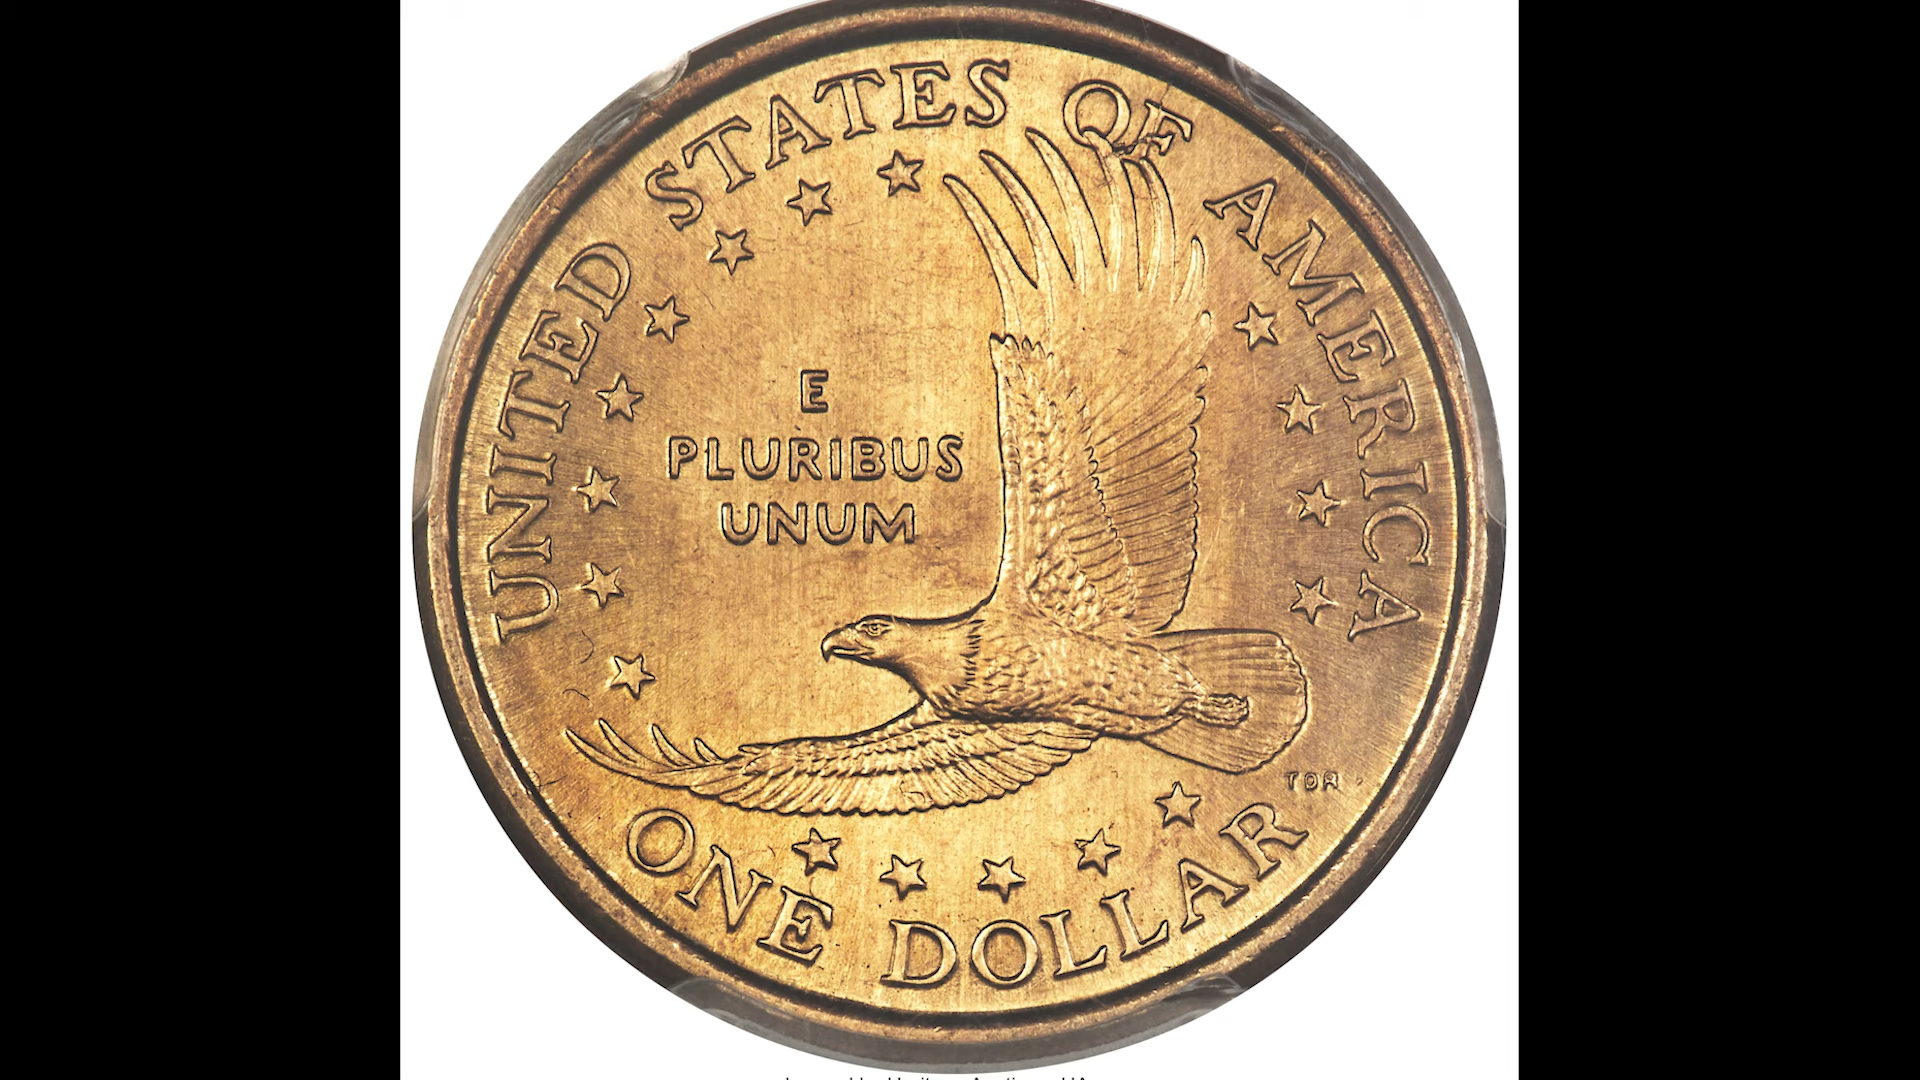 UNITED STATES OF AMERICA
E
PLURIBUS
UNUM
TDR
ONE DOLLAR